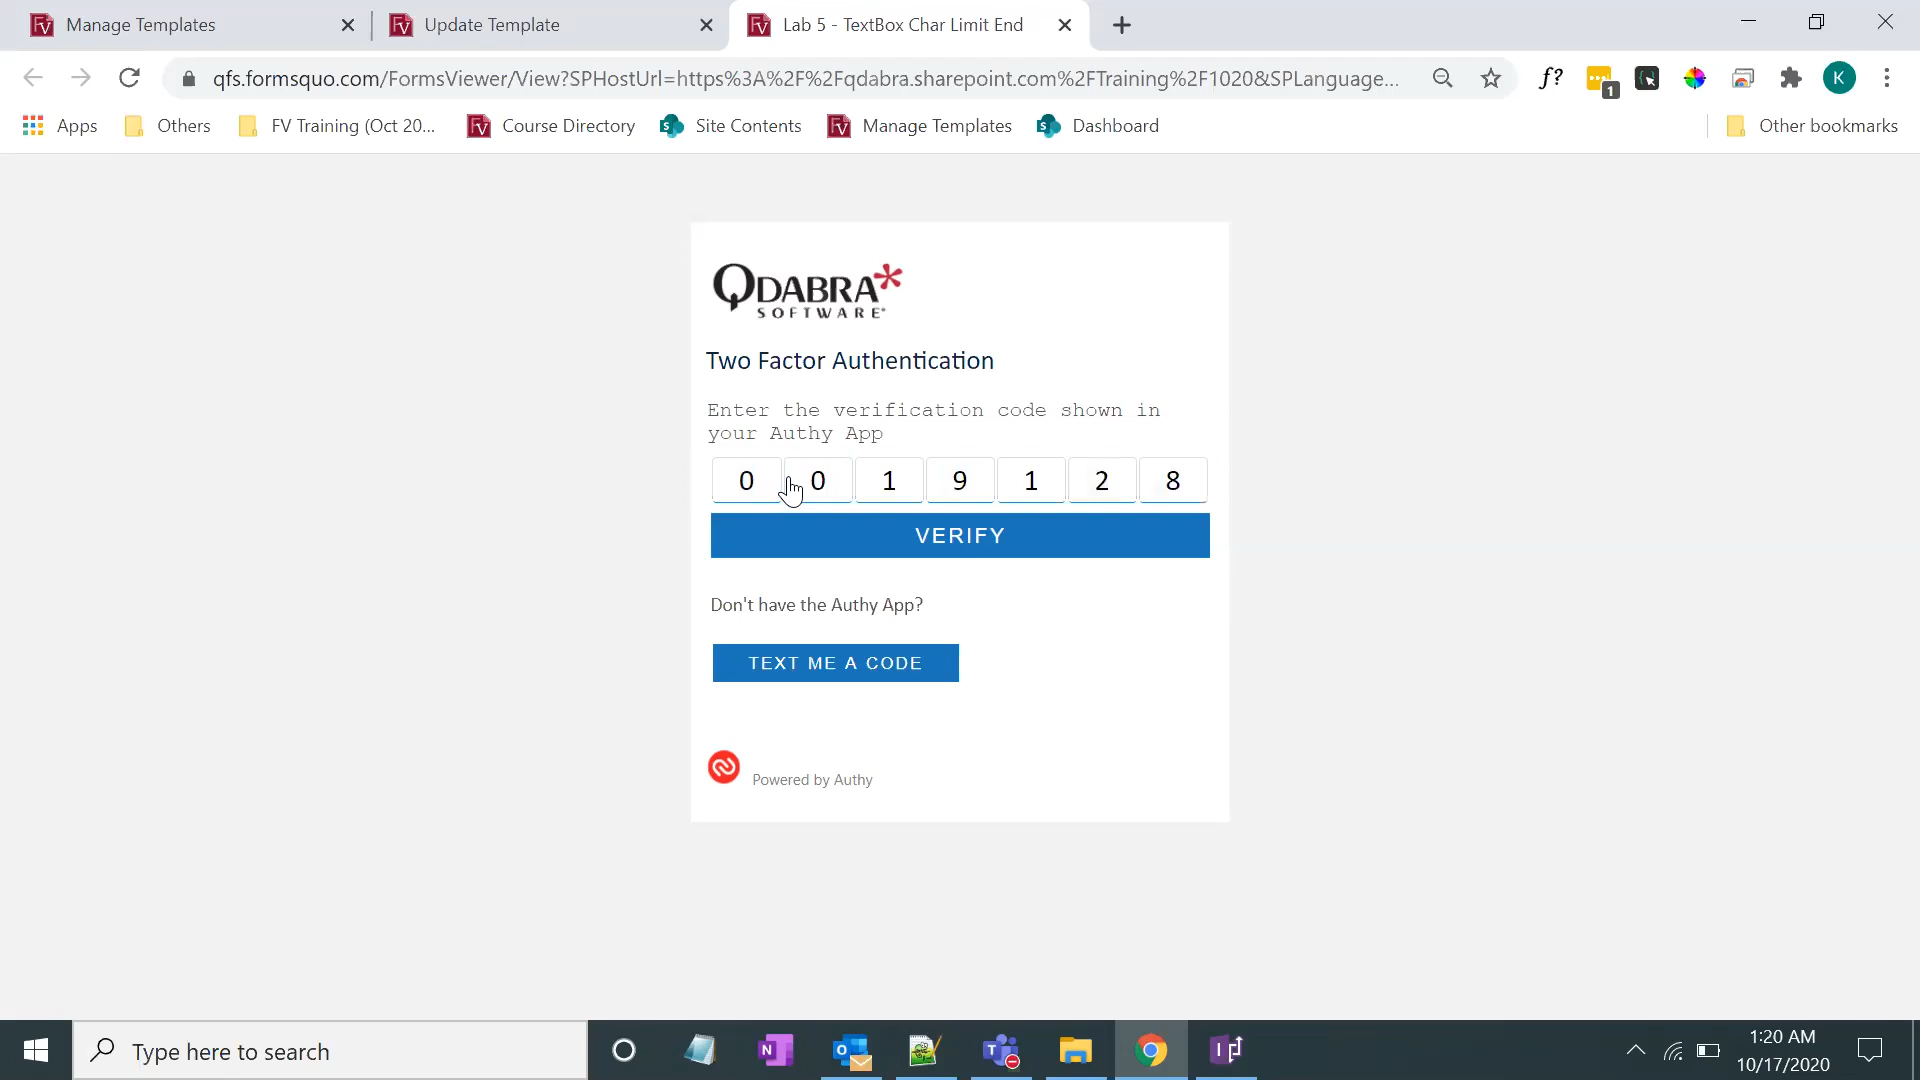 Manage Templates
Update Template
Lab 5 - TextBox Char Limit End
qfs.formsquo.com/FormsViewer/View?SPHostUrl=https%3A%2F%2Fqdabra.sharepoint.com%2FTraining%2F1020&SPLanguage...
f?
1
K
Apps
Others
FV Training (Oct 20...
Course Directory
Site Contents
Manage Templates
Dashboard
Other bookmarks
QDABRA
SOFTWARE
Two Factor Authentication
Enter the verification code shown in
your Authy App
0 0 1 9 1 2 8
VERIFY
Don't have the Authy App?
TEXT ME A CODE
Powered by Authy
Type here to search
1:20 AM
10/17/2020